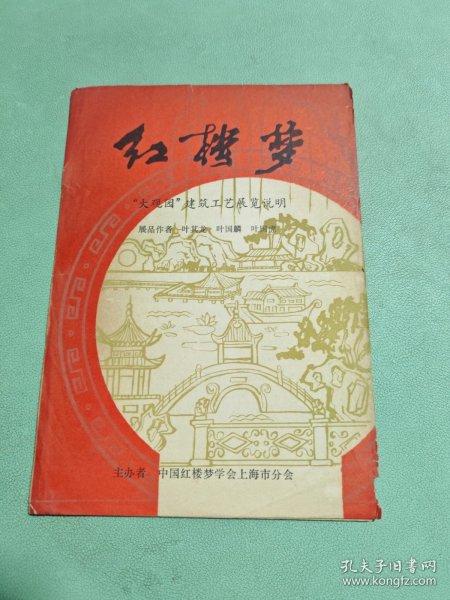 红楼梦
“大观园”建筑工艺展览说明
展品作者 叶其龙 叶国麟 叶国
主办者 中国红楼梦学会上海市分会
孔夫子旧书网
www.kongfz.com